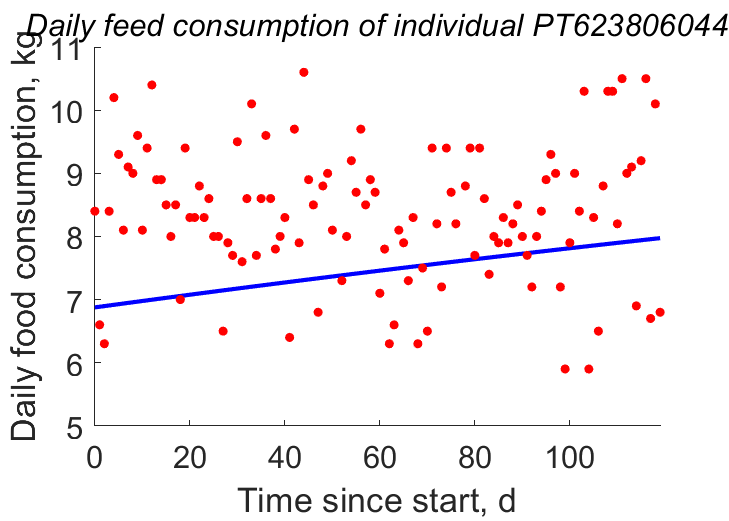 Daily feed consumption of individual PT623806044
Daily food consumption, kg
11
10
9
8
7
6
5
0 20 40 60 80 100
Time since start, d